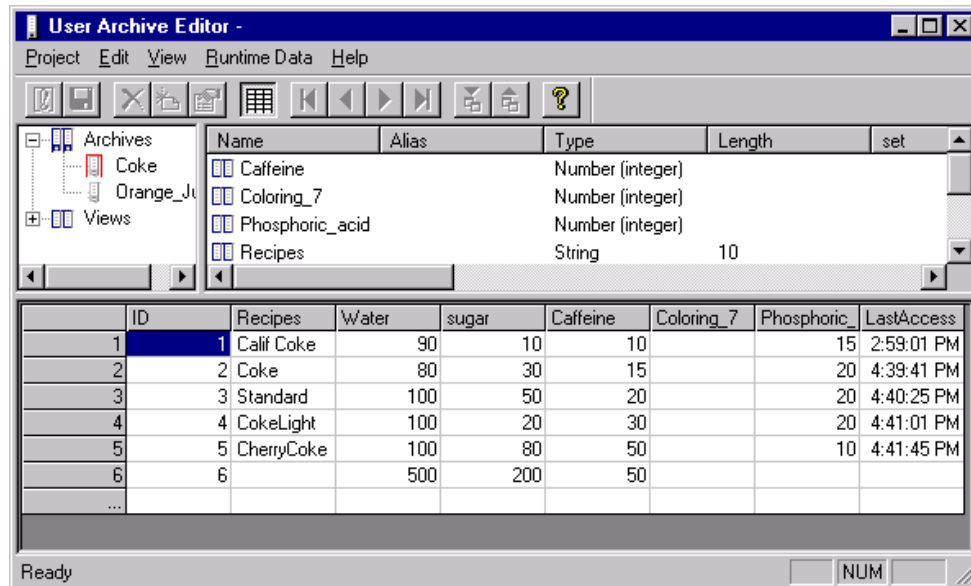 User Archive Editor -
Project Edit View Runtime Data Help
Archives
Coke
Orange_Ju
Views
Name Alias Type Length set
Caffeine Number (integer)
Coloring_7 Number (integer)
Phosphoric_acid Number (integer)
Recipes String 10
ID Recipes Water sugar Caffeine Coloring_7 Phosphoric_ LastAccess
1 1 Calif Coke 90 10 10 15 2:59:01 PM
2 2 Coke 80 30 15 20 4:39:41 PM
3 3 Standard 100 50 20 20 4:40:25 PM
4 4 CokeLight 100 20 30 20 4:41:01 PM
5 5 CherryCoke 100 80 50 10 4:41:45 PM
6 6 500 200 50
...
Ready NUM